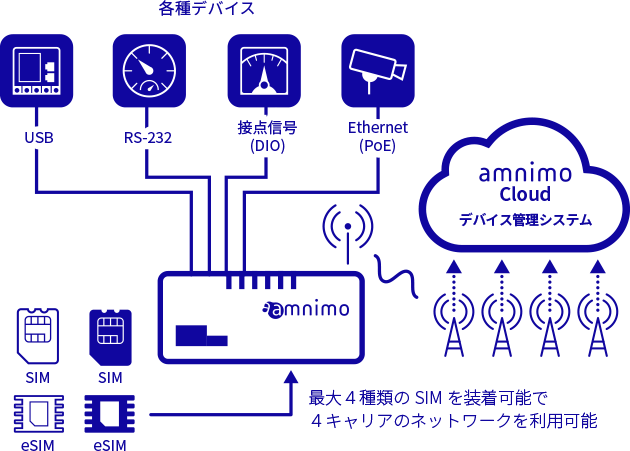 各種デバイス
USB
RS-232
接点信号
(DIO)
Ethernet
(PoE)
amnimo
Cloud
デバイス管理システム
amnimo
SIM
SIM
eSIM
eSIM
最大４種類の SIM を装着可能で
４キャリアのネットワークを利用可能